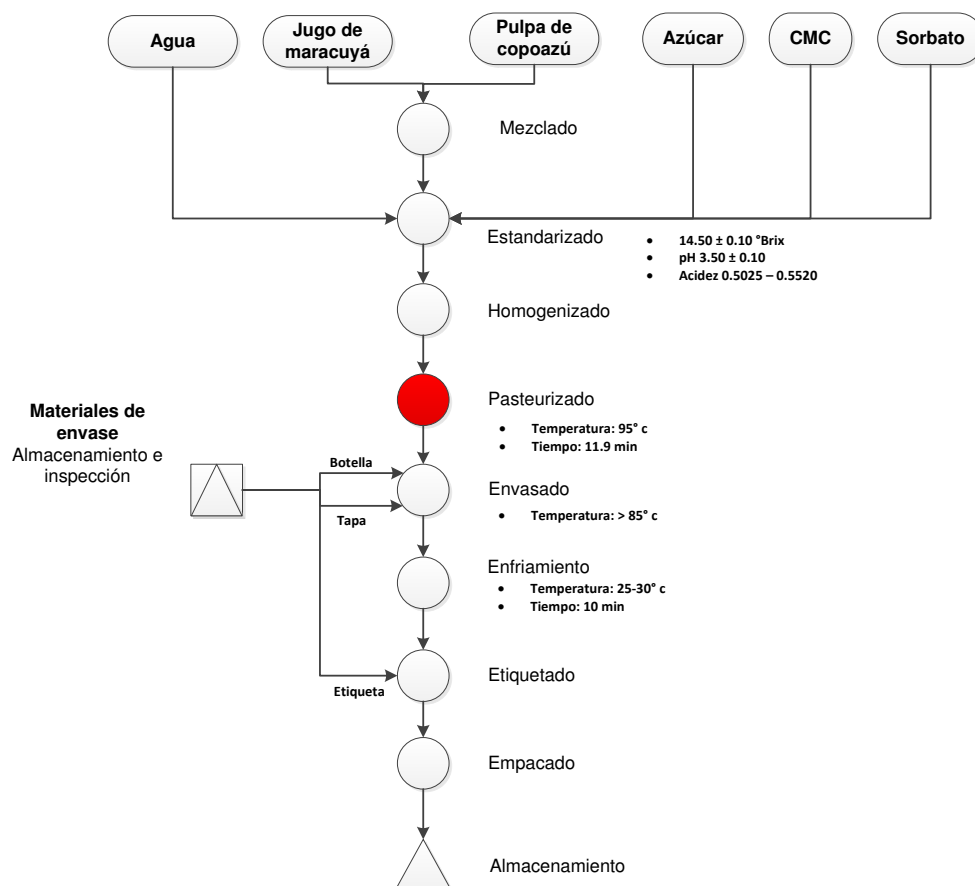 Agua
Jugo de
maracuyá
Pulpa de
copoazú
Azúcar
CMC
Sorbato
Mezclado
Estandarizado
• 14.50 ± 0.10 °Brix
• pH 3.50 ± 0.10
• Acidez 0.5025 – 0.5520
Homogenizado
Pasteurizado
• Temperatura: 95° c
• Tiempo: 11.9 min
Materiales de
envase
Almacenamiento e
inspección
Botella
Tapa
Envasado
• Temperatura: > 85° c
Enfriamiento
• Temperatura: 25-30° c
• Tiempo: 10 min
Etiqueta
Etiquetado
Empacado
Almacenamiento